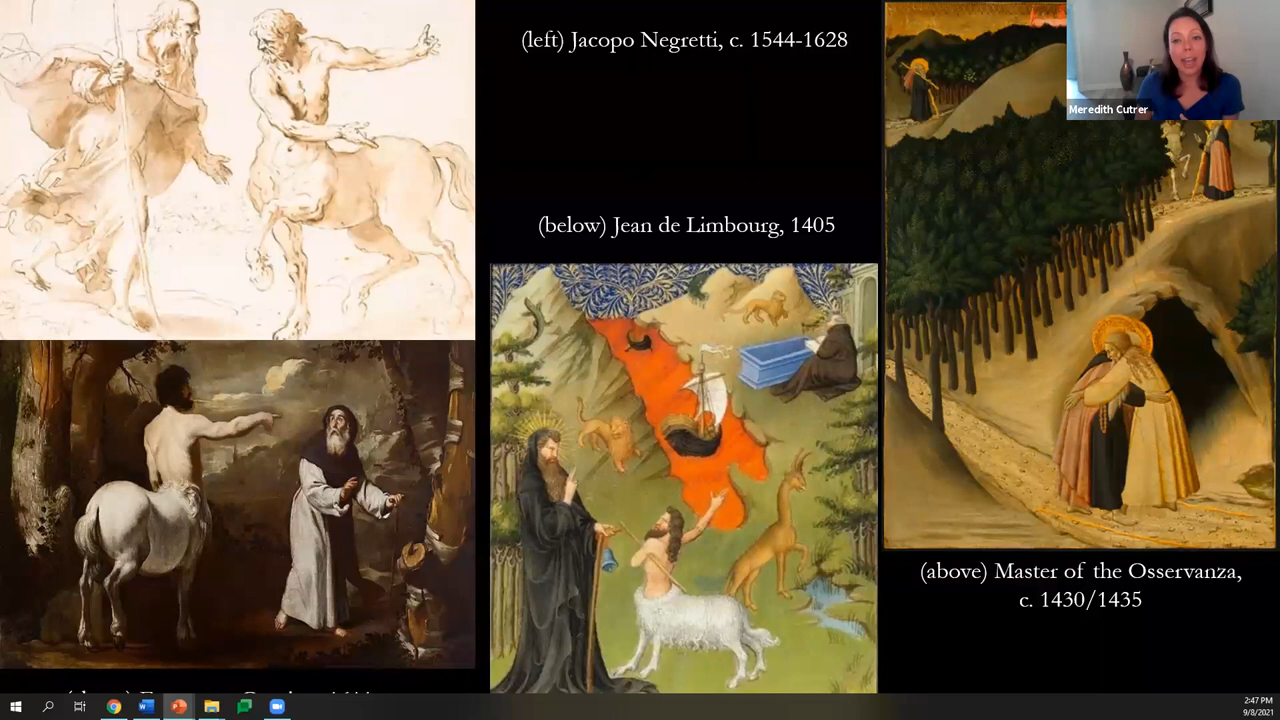 (left) Jacopo Negretti, c. 1544-1628
Meredith Cutrer
(below) Jean de Limbourg, 1405
(above) Master of the Osservanza,
c. 1430/1435
2:47 PM
9/8/2021